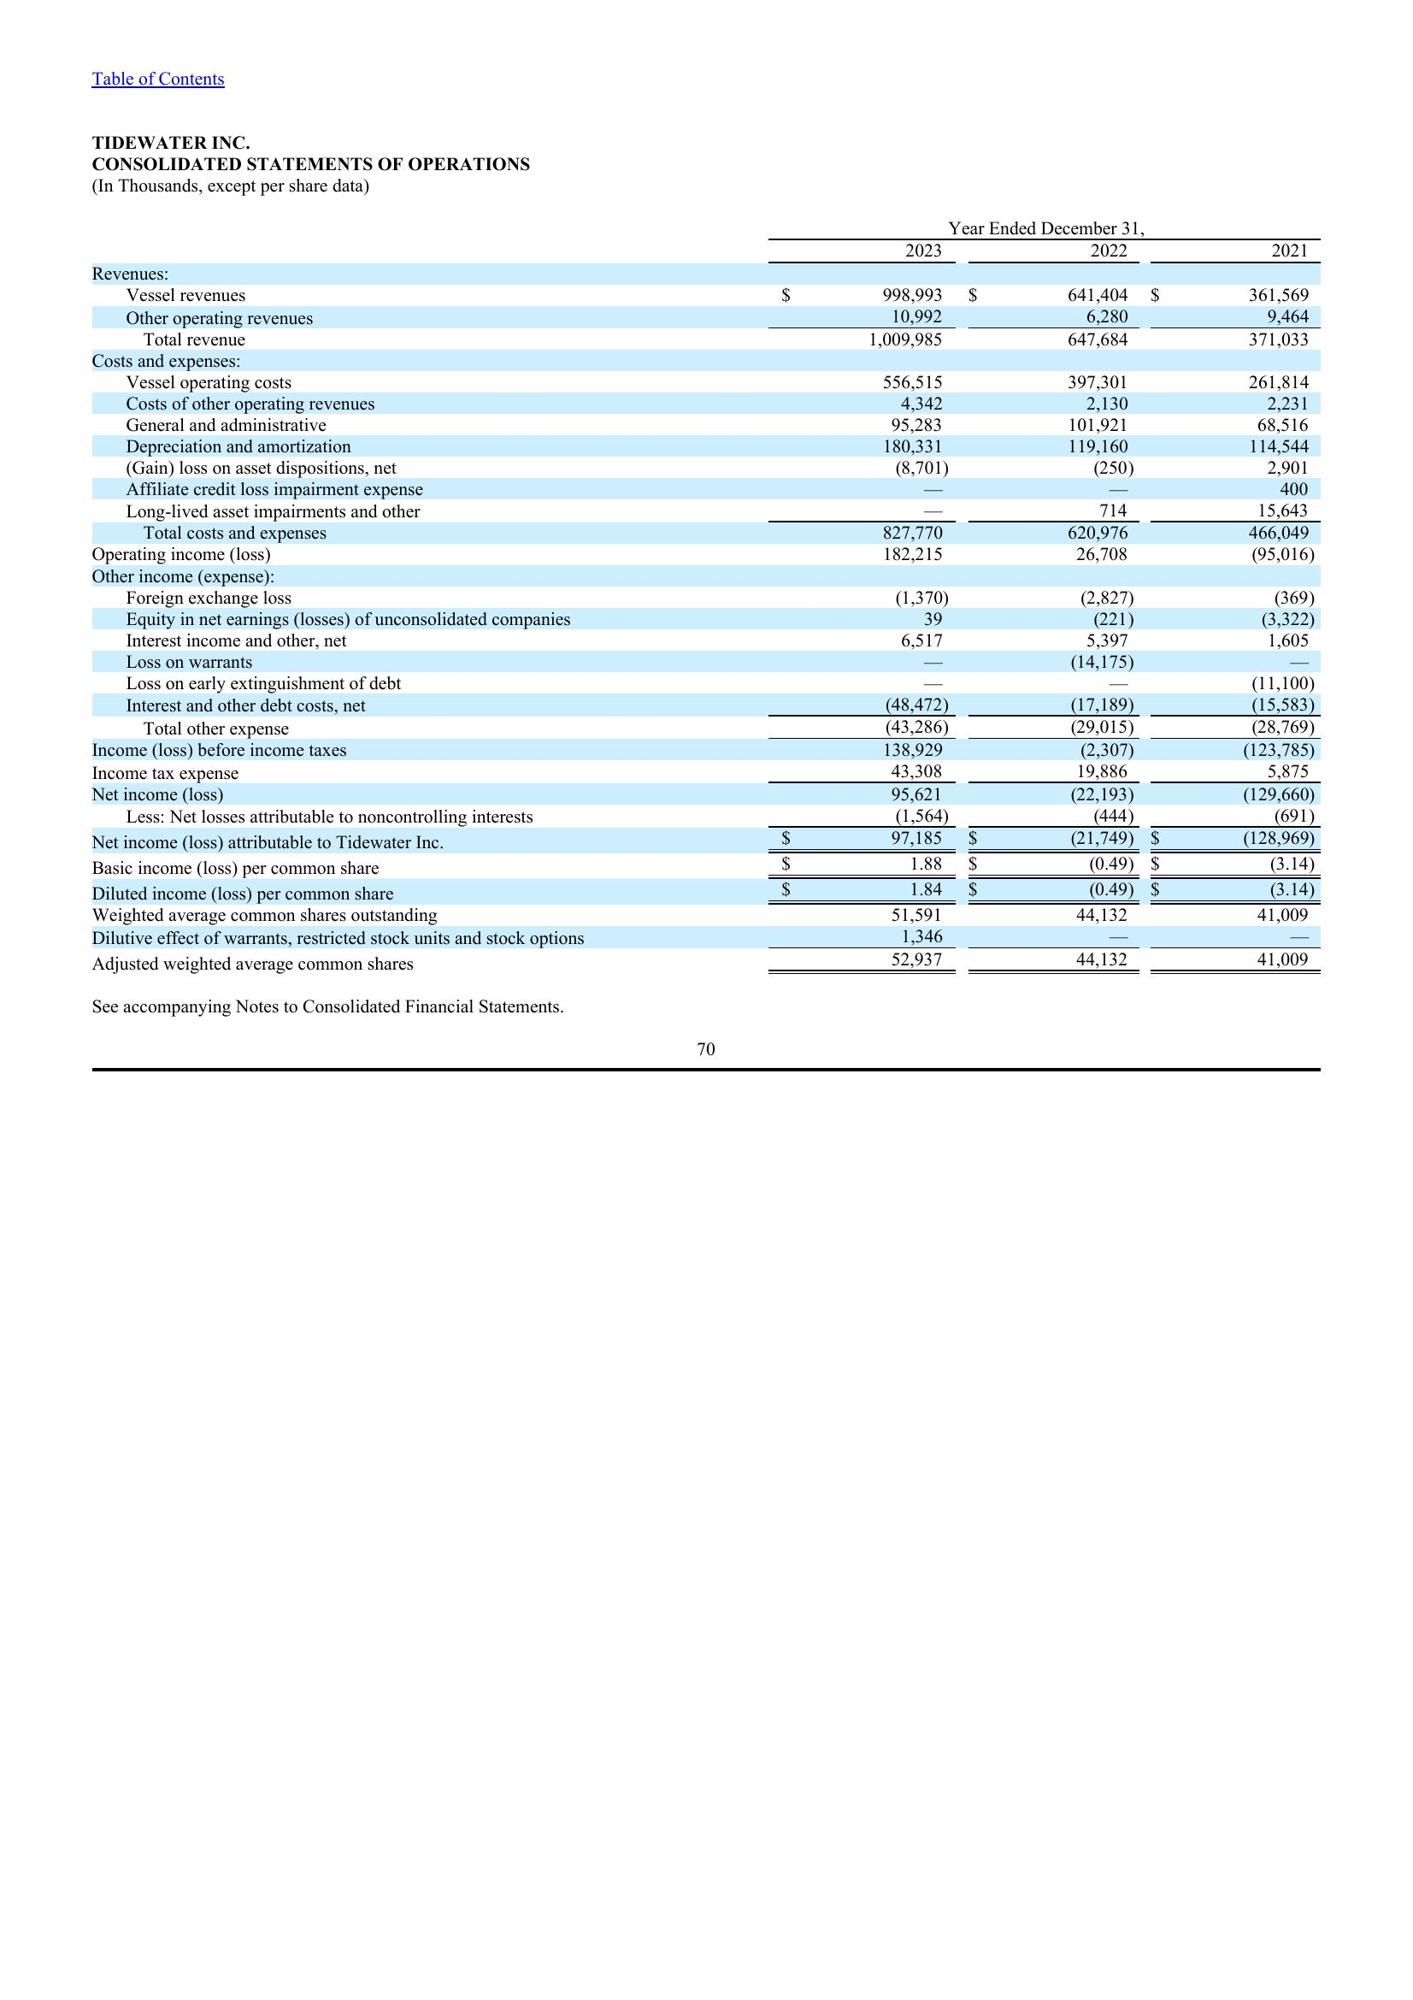 Table of Contents
TIDEWATER INC.
CONSOLIDATED STATEMENTS OF OPERATIONS
(In Thousands, except per share data)
Year Ended December 31,
2023 2022 2021
Revenues:
Vessel revenues $ 998,993 $ 641,404 $ 361,569
Other operating revenues 10,992 6,280 9,464
Total revenue 1,009,985 647,684 371,033
Costs and expenses:
Vessel operating costs 556,515 397,301 261,814
Costs of other operating revenues 4,342 2,130 2,231
General and administrative 95,283 101,921 68,516
Depreciation and amortization 180,331 119,160 114,544
(Gain) loss on asset dispositions, net (8,701) (250) 2,901
Affiliate credit loss impairment expense — — 400
Long-lived asset impairments and other — 714 15,643
Total costs and expenses 827,770 620,976 466,049
Operating income (loss) 182,215 26,708 (95,016)
Other income (expense):
Foreign exchange loss (1,370) (2,827) (369)
Equity in net earnings (losses) of unconsolidated companies 39 (221) (3,322)
Interest income and other, net 6,517 5,397 1,605
Loss on warrants — (14,175) —
Loss on early extinguishment of debt — — (11,100)
Interest and other debt costs, net (48,472) (17,189) (15,583)
Total other expense (43,286) (29,015) (28,769)
Income (loss) before income taxes 138,929 (2,307) (123,785)
Income tax expense 43,308 19,886 5,875
Net income (loss) 95,621 (22,193) (129,660)
Less: Net losses attributable to noncontrolling interests (1,564) (444) (691)
Net income (loss) attributable to Tidewater Inc. $ 97,185 $ (21,749) $ (128,969)
Basic income (loss) per common share $ 1.88 $ (0.49) $ (3.14)
Diluted income (loss) per common share $ 1.84 $ (0.49) $ (3.14)
Weighted average common shares outstanding 51,591 44,132 41,009
Dilutive effect of warrants, restricted stock units and stock options 1,346 — —
Adjusted weighted average common shares 52,937 44,132 41,009
See accompanying Notes to Consolidated Financial Statements.
70